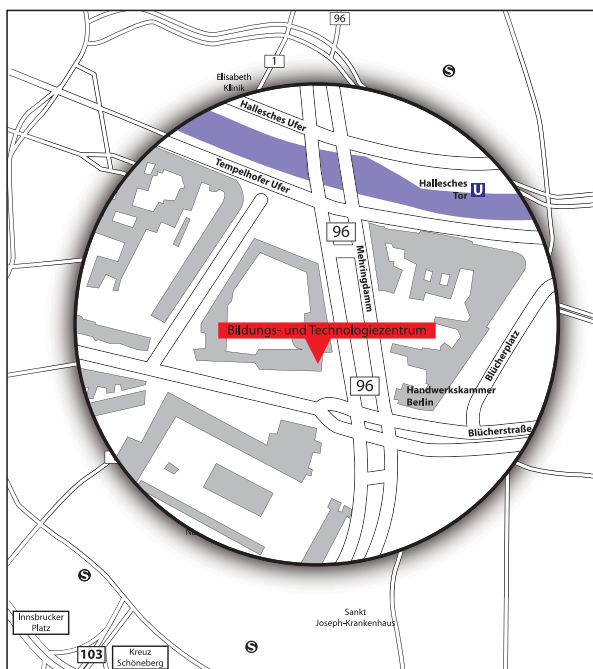 96
1
S
Elisabeth
Klinik
Hallesches Ufer
Tempelhofer Ufer
Hallesches
Tor
U
96
Mehringdamm
Bildungs- und Technologiezentrum
Blücherplatz
96
Handwerkskammer
Berlin
Blücherstraße
S
Innsbrucker
Platz
Sankt
Joseph-Krankenhaus
103
Kreuz
Schöneberg
S